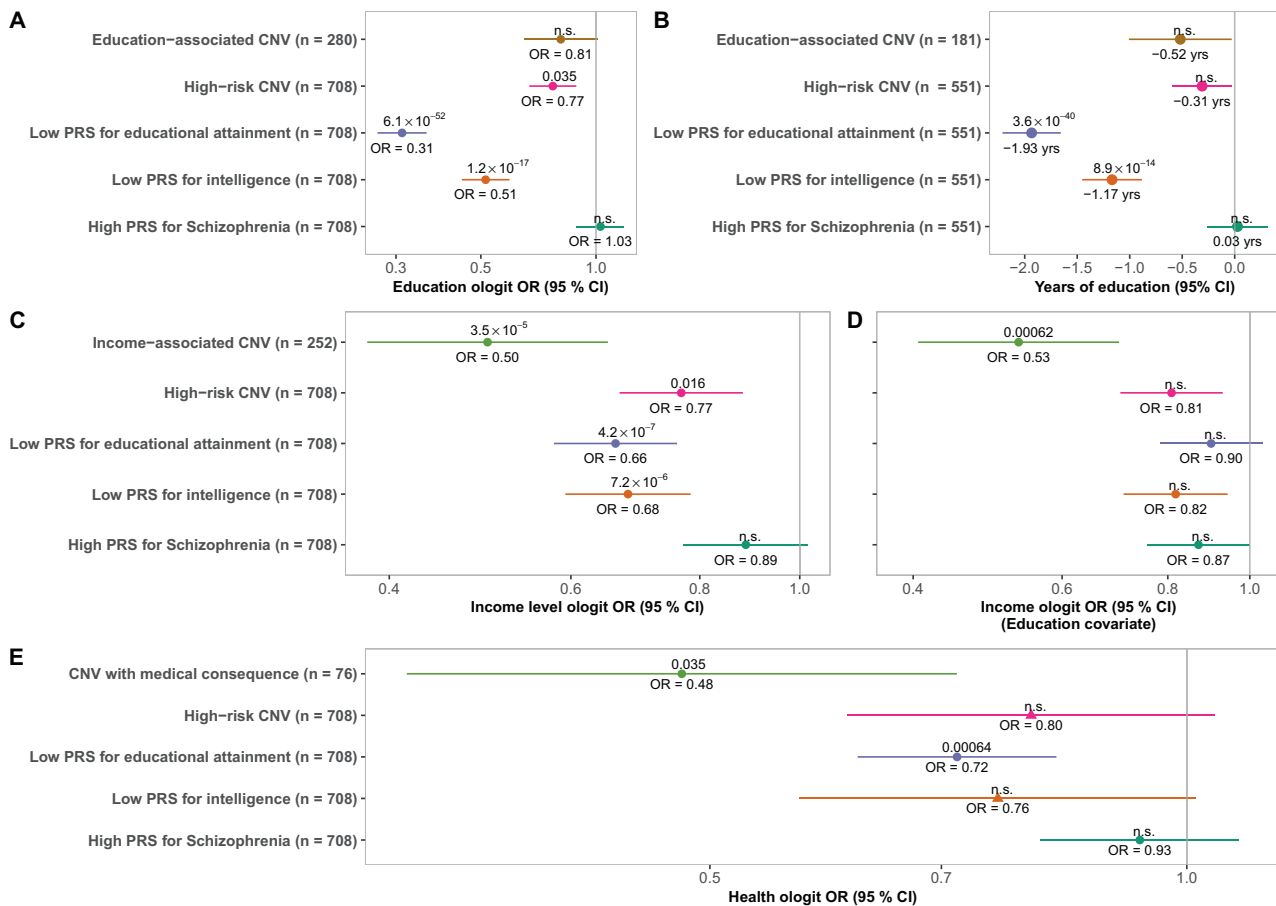 A
Education−associated CNV (n = 280)
n.s.
OR = 0.81
High−risk CNV (n = 708)
0.035
OR = 0.77
Low PRS for educational attainment (n = 708)
6.1×10−52
OR = 0.31
Low PRS for intelligence (n = 708)
1.2×10−17
OR = 0.51
High PRS for Schizophrenia (n = 708)
n.s.
OR = 1.03
0.3 0.5 1.0
Education ologit OR (95 % CI)
B
Education−associated CNV (n = 181)
n.s.
−0.52 yrs
High−risk CNV (n = 551)
n.s.
−0.31 yrs
Low PRS for educational attainment (n = 551)
3.6×10−40
−1.93 yrs
Low PRS for intelligence (n = 551)
8.9×10−14
−1.17 yrs
High PRS for Schizophrenia (n = 551)
n.s.
0.03 yrs
−2.0 −1.5 −1.0 −0.5 0.0
Years of education (95% CI)
C
Income−associated CNV (n = 252)
3.5×10−5
OR = 0.50
High−risk CNV (n = 708)
0.016
OR = 0.77
Low PRS for educational attainment (n = 708)
4.2×10−7
OR = 0.66
Low PRS for intelligence (n = 708)
7.2×10−6
OR = 0.68
High PRS for Schizophrenia (n = 708)
n.s.
OR = 0.89
0.4 0.6 0.8 1.0
Income level ologit OR (95 % CI)
D
0.00062
OR = 0.53
n.s.
OR = 0.81
n.s.
OR = 0.90
n.s.
OR = 0.82
n.s.
OR = 0.87
0.4 0.6 0.8 1.0
Income ologit OR (95 % CI)
(Education covariate)
E
CNV with medical consequence (n = 76)
0.035
OR = 0.48
High−risk CNV (n = 708)
n.s.
OR = 0.80
Low PRS for educational attainment (n = 708)
0.00064
OR = 0.72
Low PRS for intelligence (n = 708)
n.s.
OR = 0.76
High PRS for Schizophrenia (n = 708)
n.s.
OR = 0.93
0.5 0.7 1.0
Health ologit OR (95 % CI)